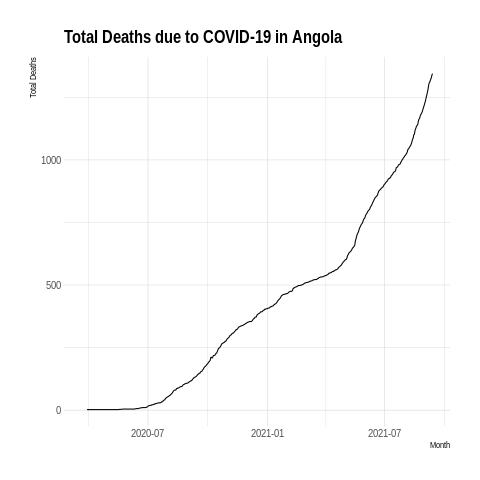 Total Deaths due to COVID-19 in Angola
Total Deaths
1000
500
0
2020-07
2021-01
2021-07
Month